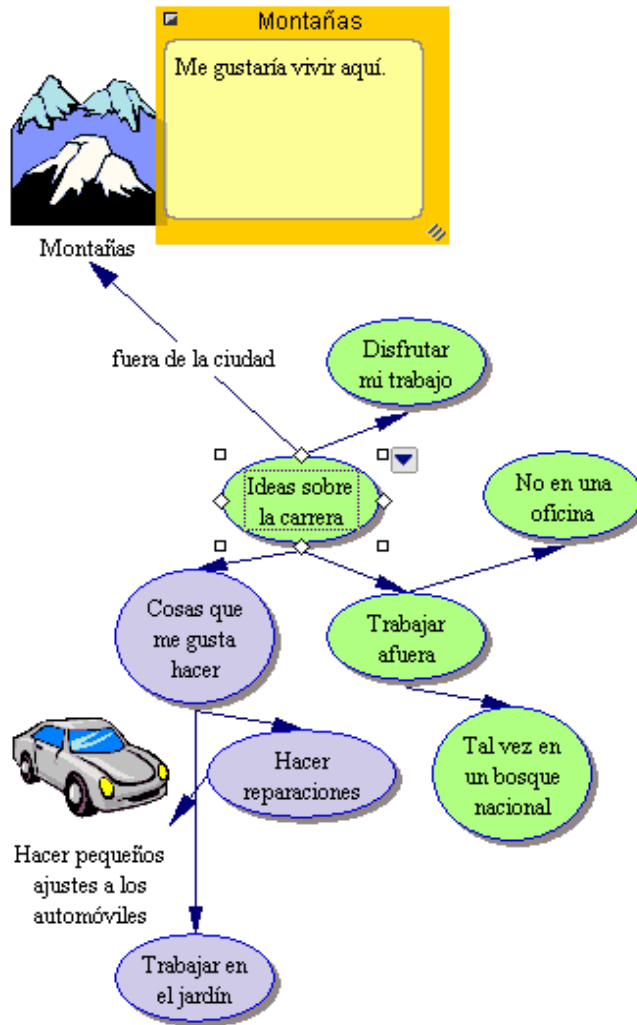 Montañas
Me gustaría vivir aquí.
Montañas
fuera de la ciudad
Disfrutar
mi trabajo
Ideas sobre
la carrera
No en una
oficina
Cosas que
me gusta
hacer
Trabajar
afuera
Hacer
reparaciones
Tal vez en
un bosque
nacional
Hacer pequeños
ajustes a los
automóviles
Trabajar en
el jardín